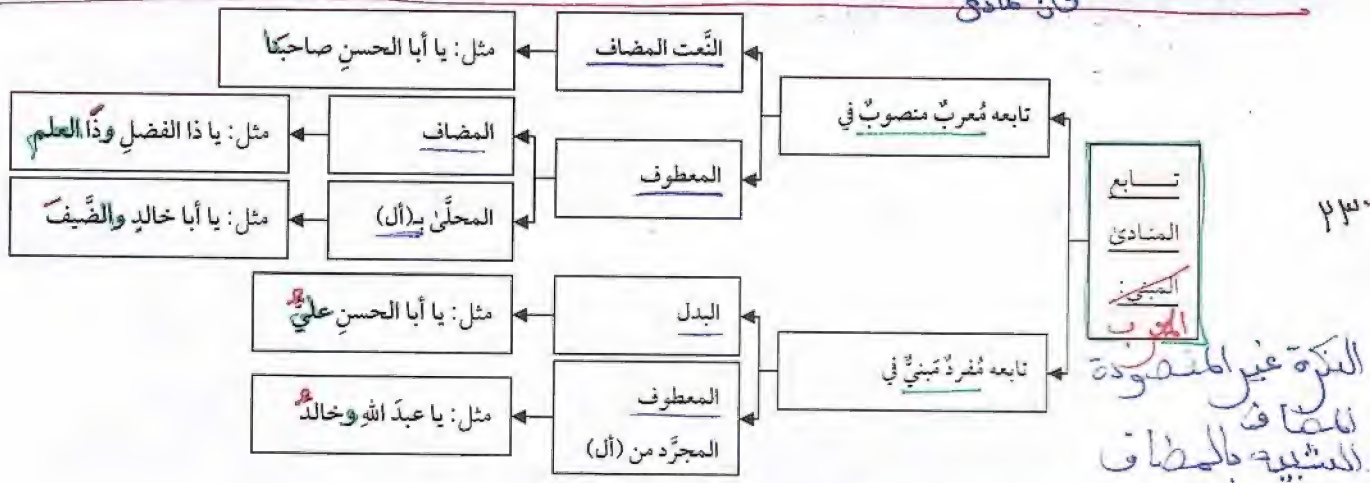 تابع
المنادىٰ
المبني:
المعرب
النكرة غير المقصودة
المضاف
الشبيه بالمضاف
٢٣٠
تابعه مُعربٌ منصوبٌ في
النَّعت المضاف
مثل: يا أبا الحسنِ صاحبَنا
المعطوف
المضاف
مثل: يا ذا الفضلِ وذَا العلم
المحلَّىٰ بـ(أل)
مثل: يا أبا خالدٍ والضَّيفَ
تابعه مُفردٌ مَبنيٌّ في
البدل
مثل: يا أبا الحسنِ عليُّ
المعطوف
المجرَّد من (أل)
مثل: يا عبدَ اللهِ وخالدُ